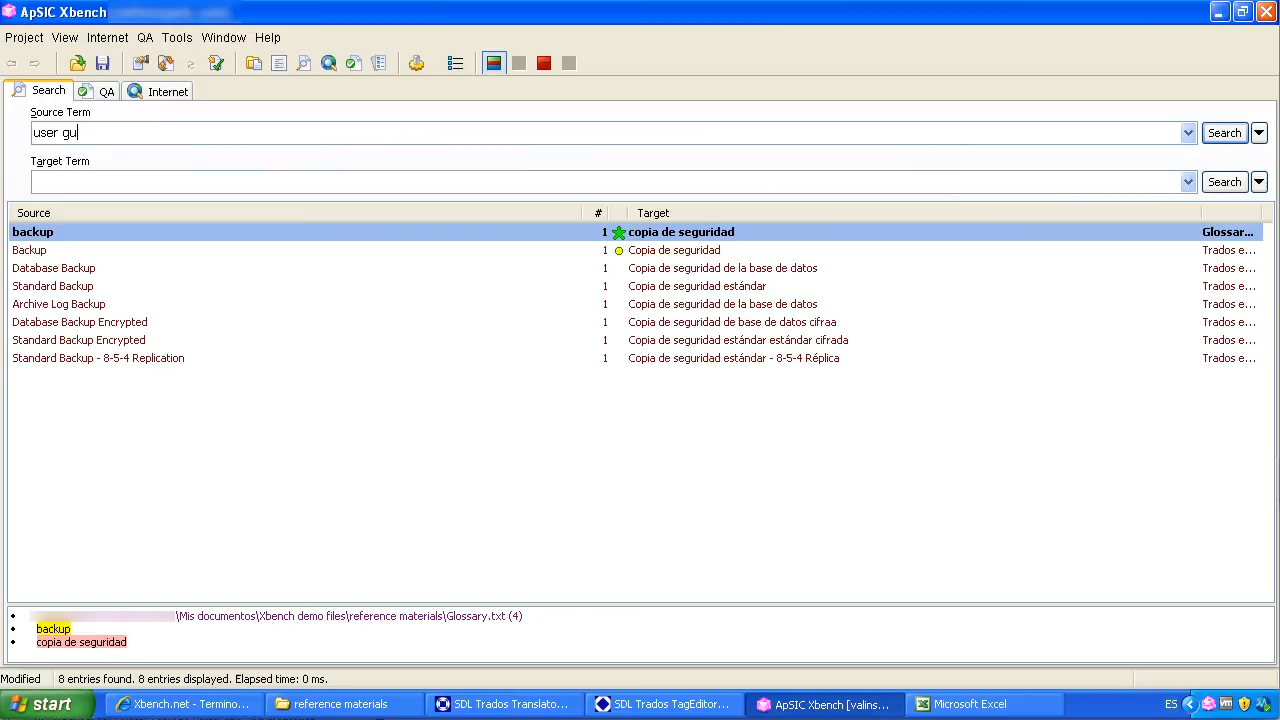 ApSIC Xbench
Project View Internet QA Tools Window Help
Search QA Internet
Source Term
user gu
Search
Target Term
Search
Source # Target
backup 1 copia de seguridad Glossar...
Backup 1 Copia de seguridad Trados e...
Database Backup 1 Copia de seguridad de la base de datos Trados e...
Standard Backup 1 Copia de seguridad estándar Trados e...
Archive Log Backup 1 Copia de seguridad de la base de datos Trados e...
Database Backup Encrypted 1 Copia de seguridad de base de datos cifraa Trados e...
Standard Backup Encrypted 1 Copia de seguridad estándar estándar cifrada Trados e...
Standard Backup - 8-5-4 Replication 1 Copia de seguridad estándar - 8-5-4 Réplica Trados e...
\Mis documentos\Xbench demo files\reference materials\Glossary.txt (4)
backup
copia de seguridad
Modified 8 entries found. 8 entries displayed. Elapsed time: 0 ms.
start Xbench.net - Termino... reference materials SDL Trados Translato... SDL Trados TagEditor... ApSIC Xbench [valins... Microsoft Excel ES